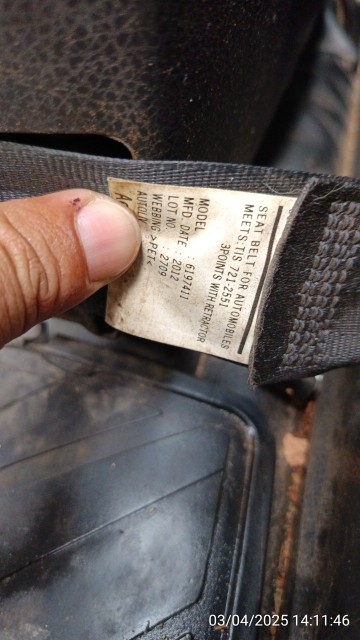 SEAT BELT FOR AUTOMOBILES
MEETS:TIS 721-2551
3POINTS WITH RETRACTOR
MODEL : 6197411
MFD. DATE : 2012
LOT NO. : 2709
WEBBING >PET<
03/04/2025 14:11:46